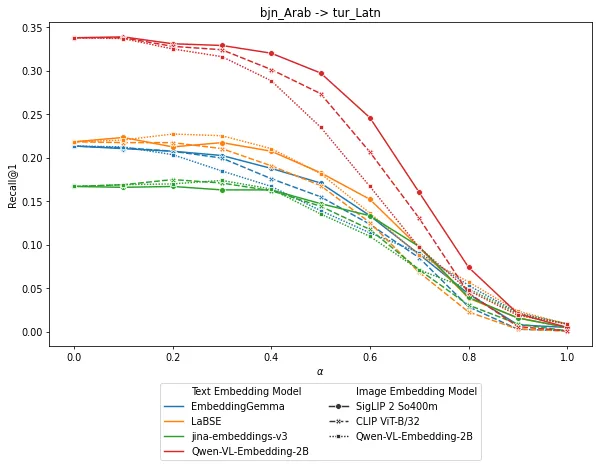 bjn_Arab -> tur_Latn
Recall@1
0.35
0.30
0.25
0.20
0.15
0.10
0.05
0.00
0.0 0.2 0.4 0.6 0.8 1.0
α
Text Embedding Model
EmbeddingGemma
LaBSE
jina-embeddings-v3
Qwen-VL-Embedding-2B
Image Embedding Model
SigLIP 2 So400m
CLIP ViT-B/32
Qwen-VL-Embedding-2B